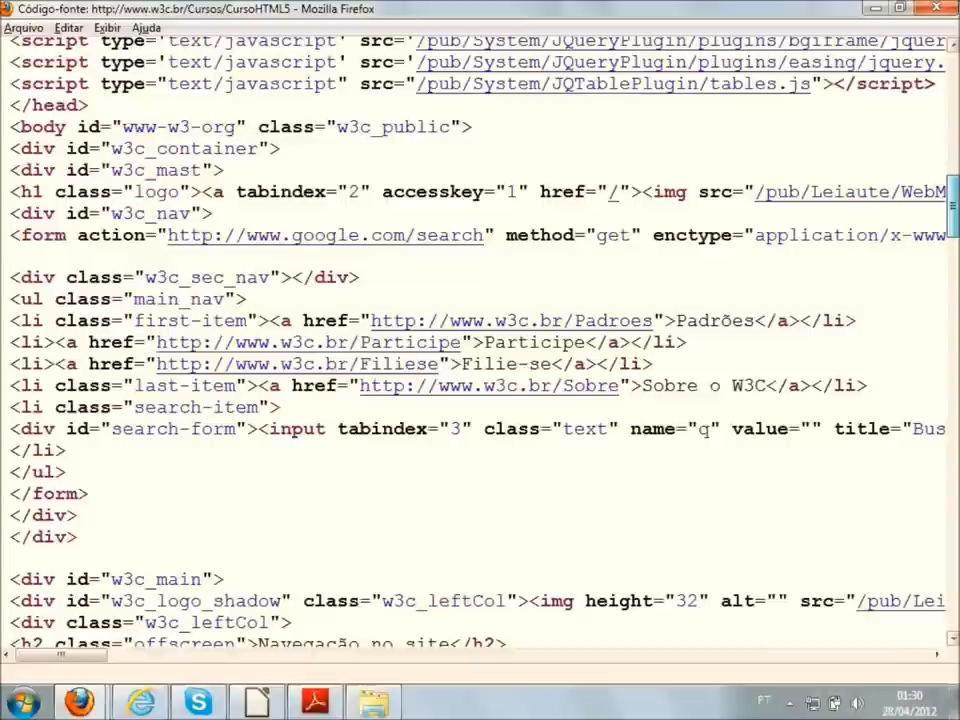 Código-fonte: http://www.w3c.br/Cursos/CursoHTML5 - Mozilla Firefox
Arquivo Editar Exibir Ajuda
<script type='text/javascript' src='/pub/System/JQueryPlugin/plugins/bgiframe/jquer
<script type='text/javascript' src='/pub/System/JQueryPlugin/plugins/easing/jquery.
<script type="text/javascript" src="/pub/System/JQTablePlugin/tables.js"></script>
</head>
<body id="www-w3-org" class="w3c_public">
<div id="w3c_container">
<div id="w3c_mast">
<h1 class="logo"><a tabindex="2" accesskey="1" href="/"><img src="/pub/Leiaute/WebM
<div id="w3c_nav">
<form action="http://www.google.com/search" method="get" enctype="application/x-www
<div class="w3c_sec_nav"></div>
<ul class="main_nav">
<li class="first-item"><a href="http://www.w3c.br/Padroes">Padrões</a></li>
<li><a href="http://www.w3c.br/Participe">Participe</a></li>
<li><a href="http://www.w3c.br/Filiese">Filie-se</a></li>
<li class="last-item"><a href="http://www.w3c.br/Sobre">Sobre o W3C</a></li>
<li class="search-item">
<div id="search-form"><input tabindex="3" class="text" name="q" value="" title="Bus
</li>
</ul>
</form>
</div>
</div>
<div id="w3c_main">
<div id="w3c_logo_shadow" class="w3c_leftCol"><img height="32" alt="" src="/pub/Lei
<div class="w3c_leftCol">
<h2 class="offscreen">Navegação no site</h2>
PT
01:30
28/04/2012